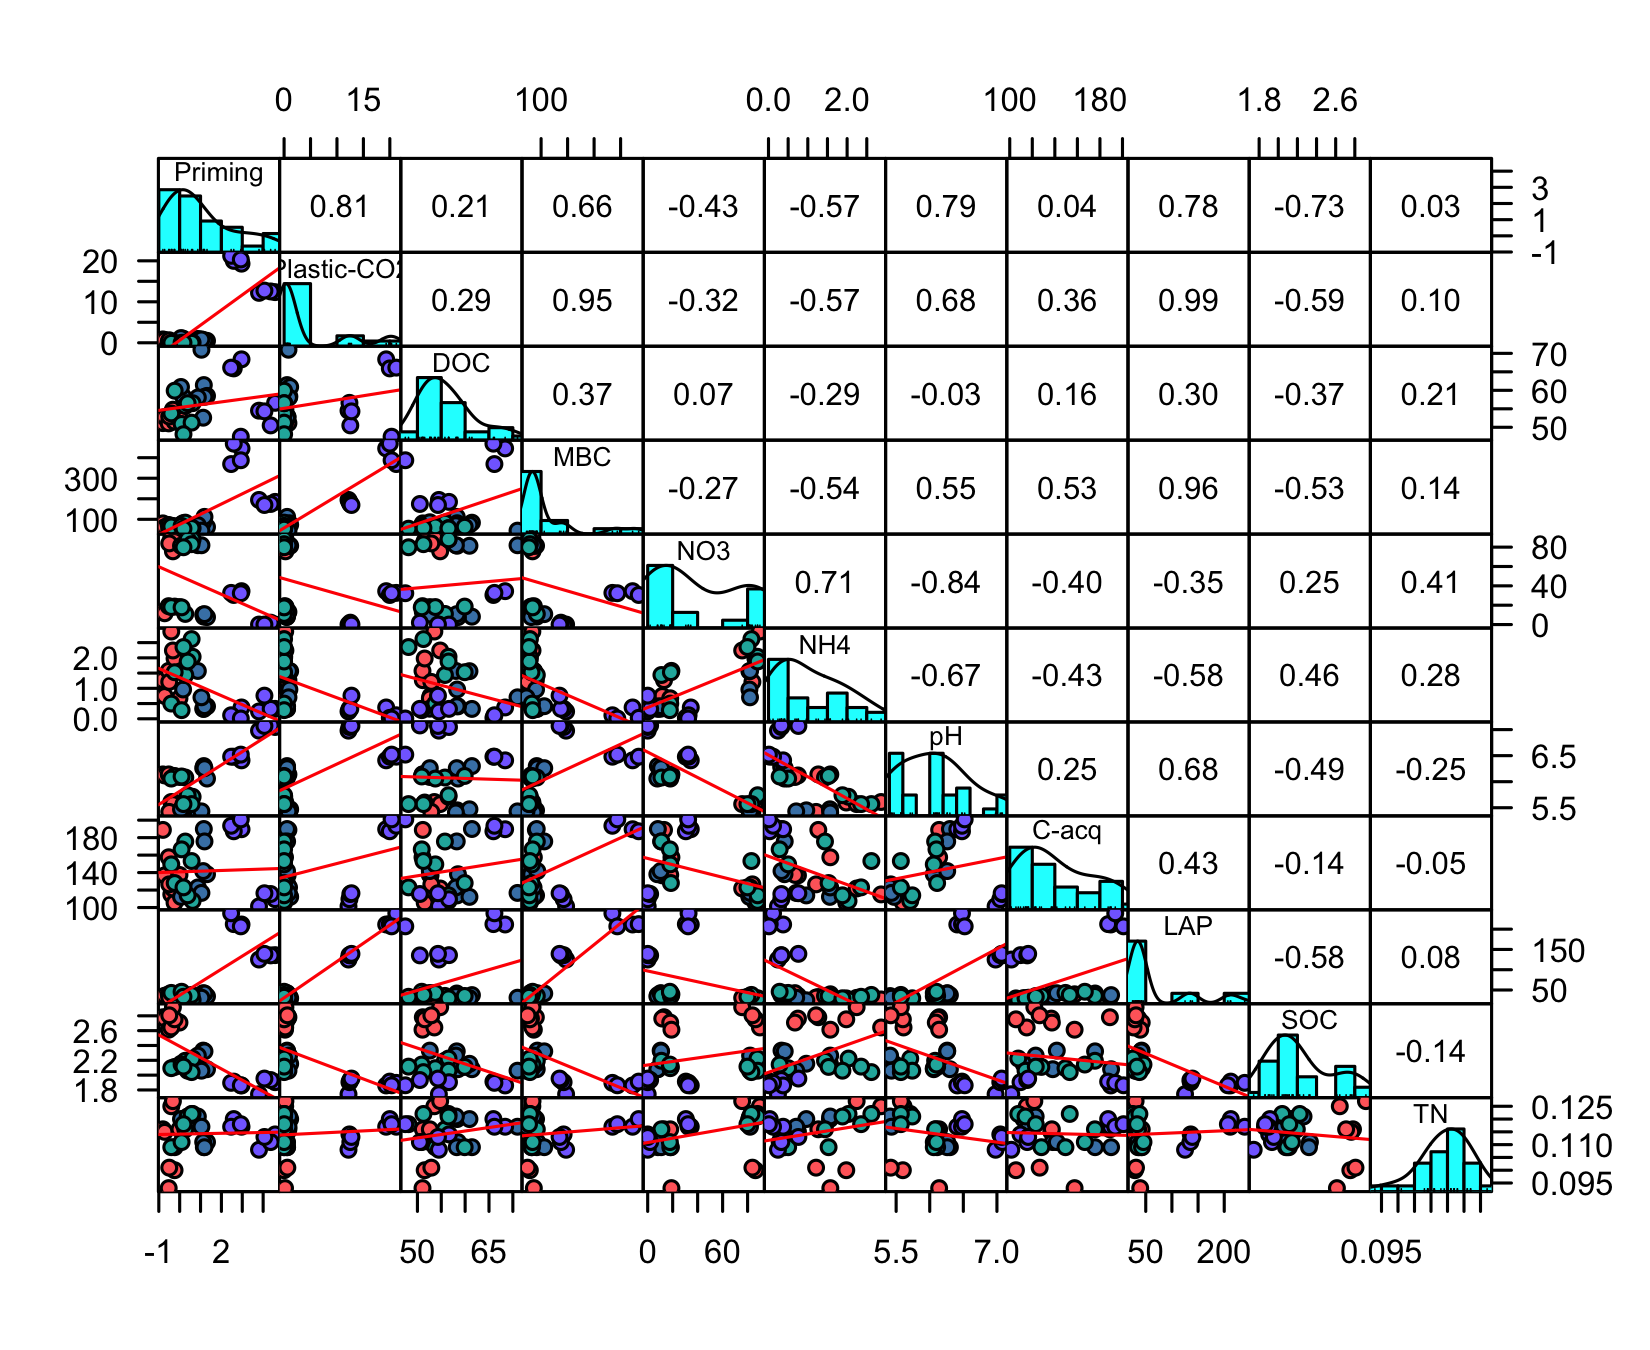 0 15 100 0.0 2.0 100 180 1.8 2.6
Priming 0.81 0.21 0.66 -0.43 -0.57 0.79 0.04 0.78 -0.73 0.03 3
1
-1
20 Plastic-CO2 0.29 0.95 -0.32 -0.57 0.68 0.36 0.99 -0.59 0.10
10
0
DOC 0.37 0.07 -0.29 -0.03 0.16 0.30 -0.37 0.21 70
60
50
MBC -0.27 -0.54 0.55 0.53 0.96 -0.53 0.14
300
100
NO3 0.71 -0.84 -0.40 -0.35 0.25 0.41 80
40
0
NH4 -0.67 -0.43 -0.58 0.46 0.28
2.0
1.0
0.0
pH 0.25 0.68 -0.49 -0.25 6.5
5.5
C-acq 0.43 -0.14 -0.05
180
140
100
LAP -0.58 0.08 150
50
SOC -0.14
2.6
2.2
1.8
TN 0.125
0.110
0.095
-1 2 50 65 0 60 5.5 7.0 50 200 0.095